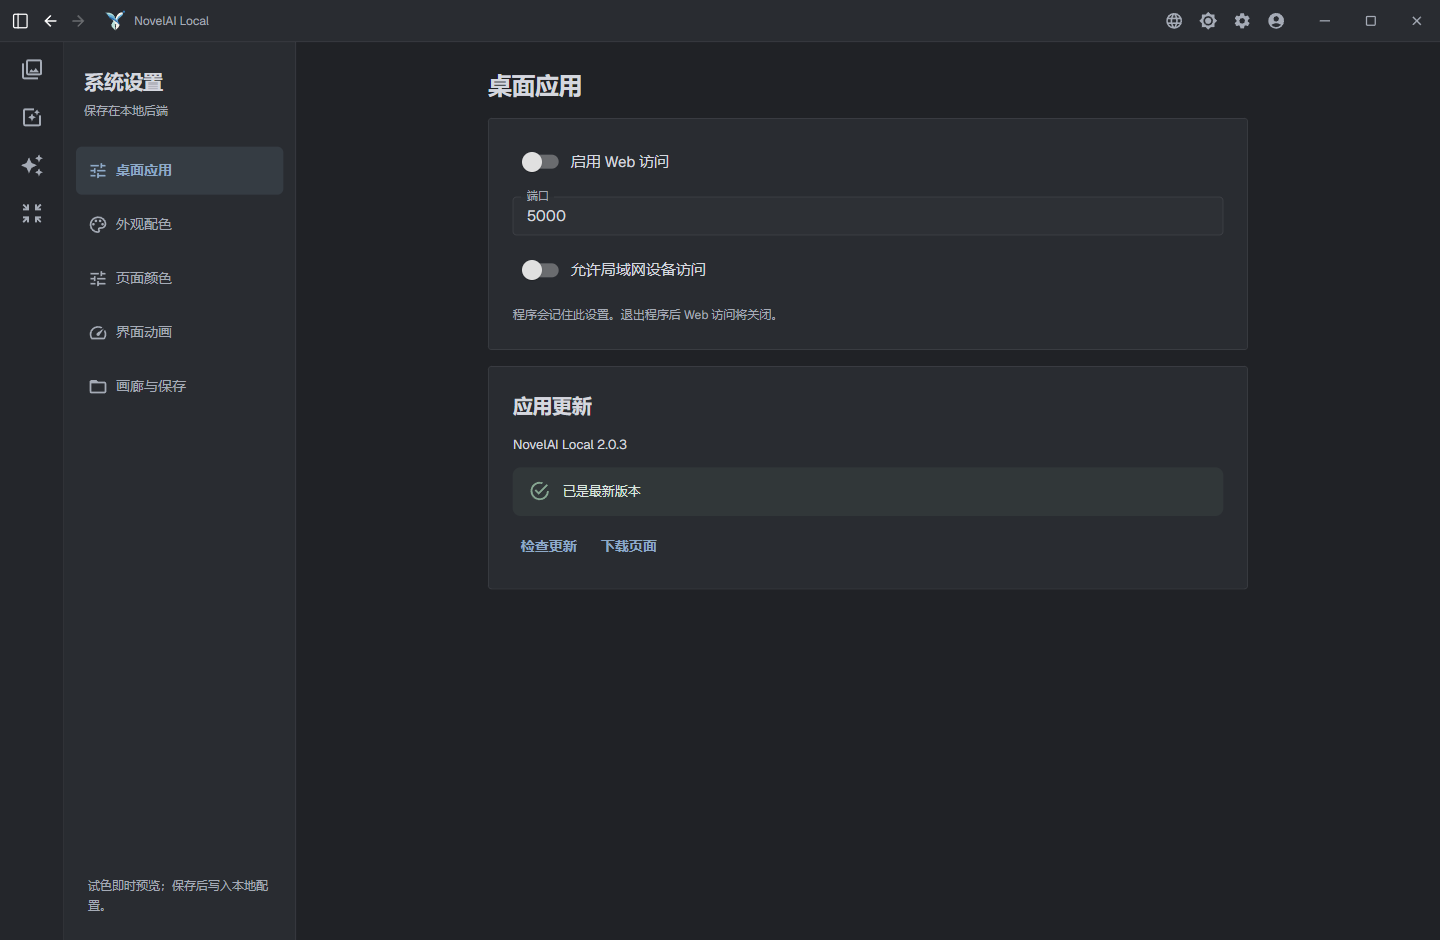 NovelAI Local
系统设置
保存在本地后端
桌面应用
外观配色
页面颜色
界面动画
画廊与保存
试色即时预览；保存后写入本地配
置。
桌面应用
启用 Web 访问
端口
5000
允许局域网设备访问
程序会记住此设置。退出程序后 Web 访问将关闭。
应用更新
NovelAI Local 2.0.3
已是最新版本
检查更新
下载页面